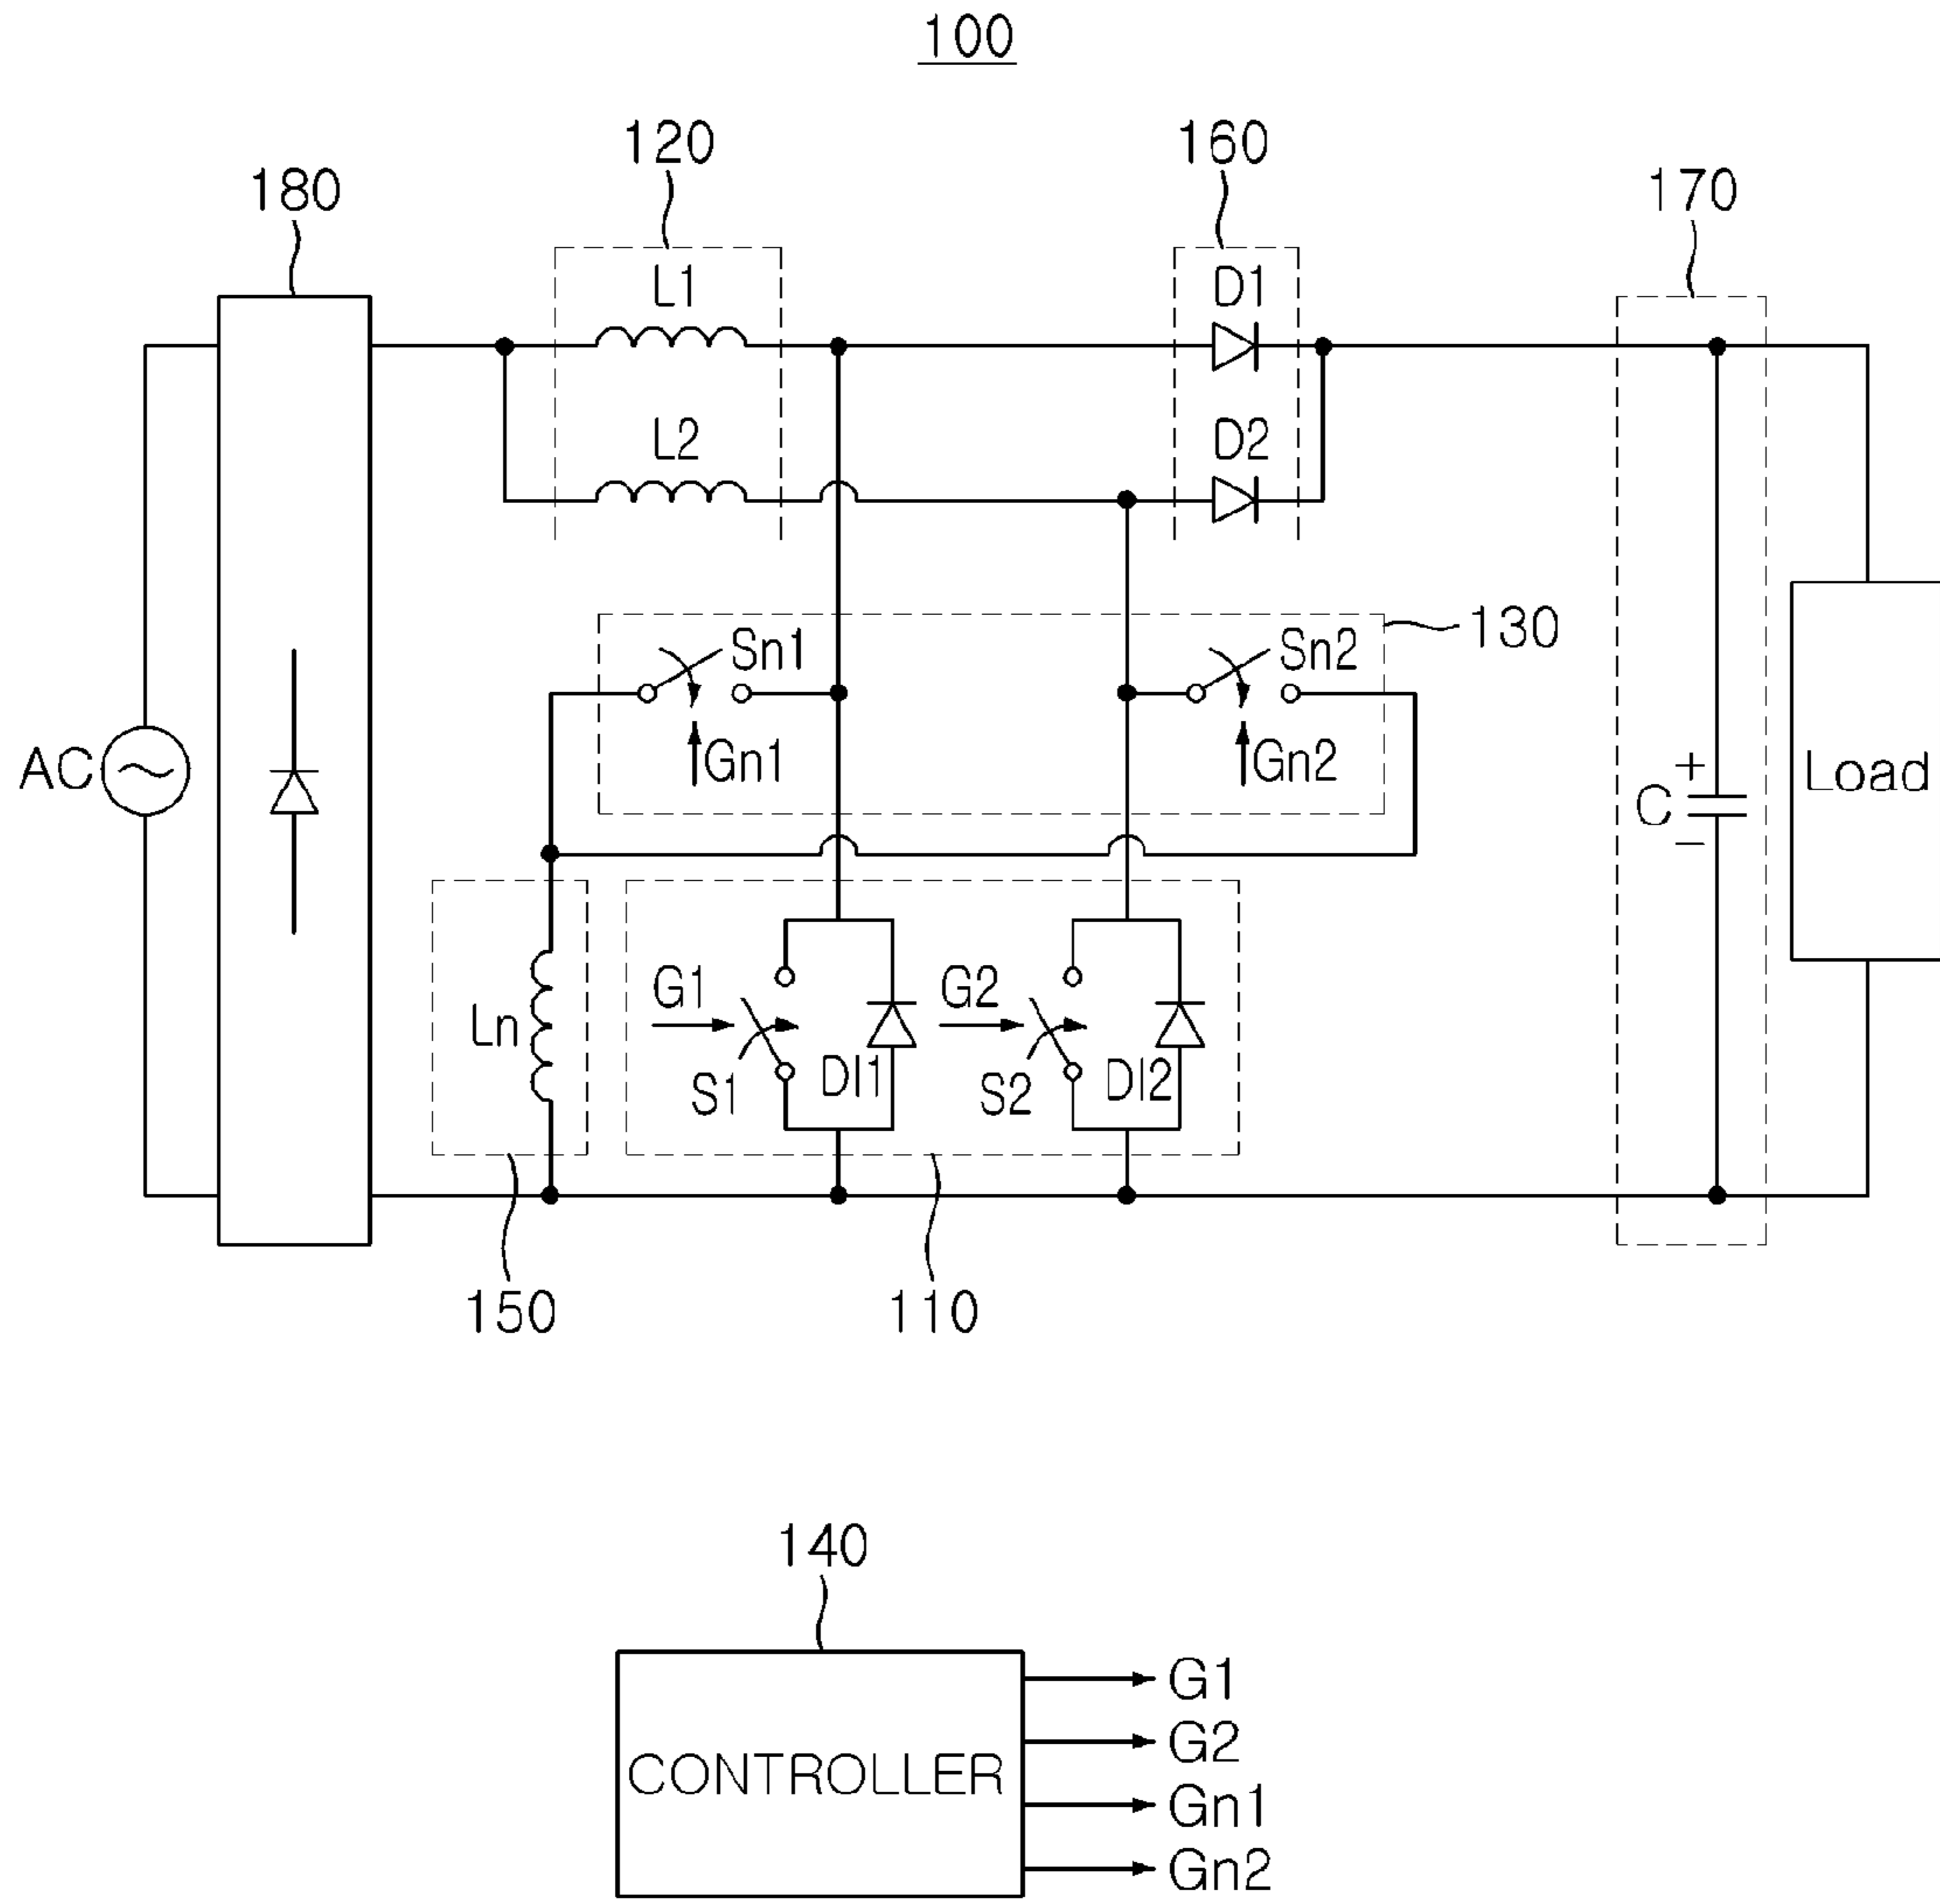 100
120
160
180
170
L1
D1
L2
D2
130
Sn1
Sn2
AC
Gn1
Gn2
+
C
−
Load
G1
G2
Ln
S1
DI1
S2
DI2
150
110
140
CONTROLLER
G1
G2
Gn1
Gn2